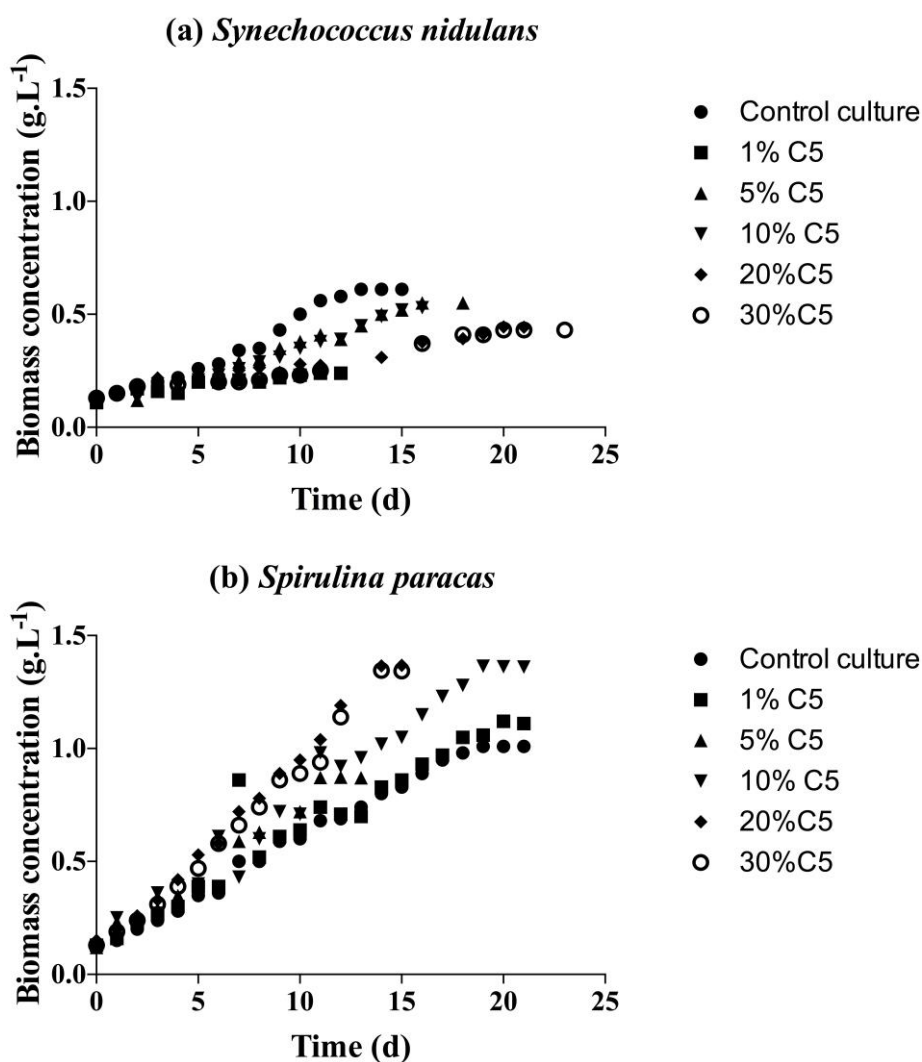 (a) Synechococcus nidulans
Biomass concentration (g.L-1)
1.5
1.0
0.5
0.0
0 5 10 15 20 25
Time (d)
Control culture
1% C5
5% C5
10% C5
20%C5
30%C5
(b) Spirulina paracas
Biomass concentration (g.L-1)
1.5
1.0
0.5
0.0
0 5 10 15 20 25
Time (d)
Control culture
1% C5
5% C5
10% C5
20%C5
30%C5